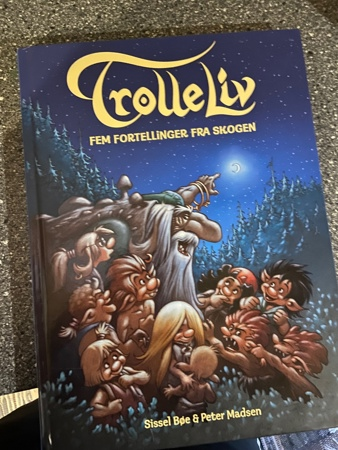 TrolleLiv
FEM FORTELLINGER FRA SKOGEN
Sissel Bøe & Peter Madsen